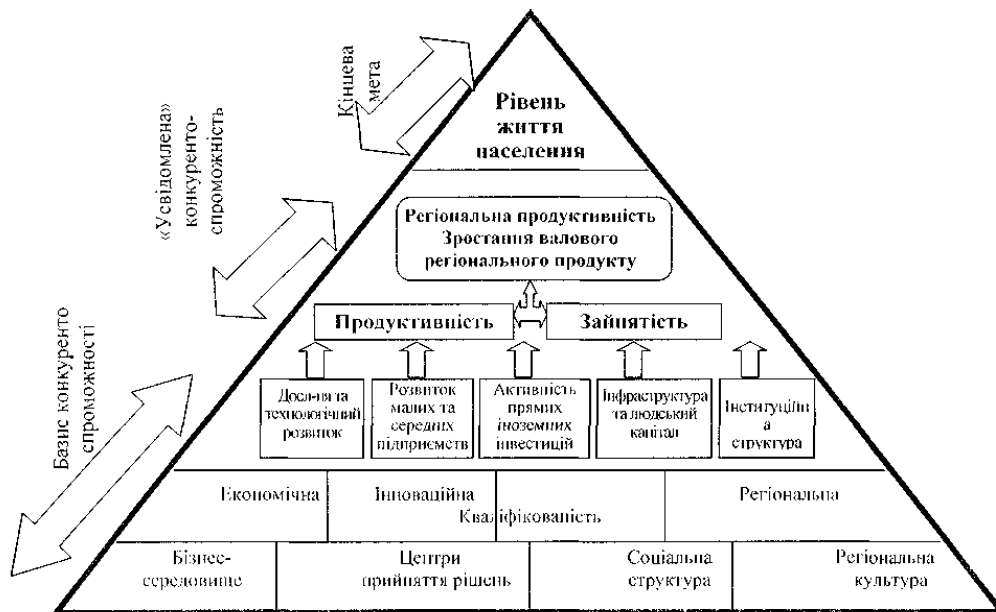 Кінцева
мета
Рівень
життя
населення
«Усвідомлена»
конкуренто-
спроможність
Регіональна продуктивність
Зростання валового
регіонального продукту
Продуктивність
Зайнятість
Базис конкуренто
спроможності
Досл-ня та
технологічний
розвиток
Розвиток
малих та
середніх
підприємств
Активність
прямих
іноземних
інвестицій
Інфраструктура
та людський
капітал
Інституційн
а структура
Економічна
Інноваційна
Кваліфікованість
Регіональна
Бізнес-
середовище
Центри
прийняття рішень
Соціальна
структура
Регіональна
культура